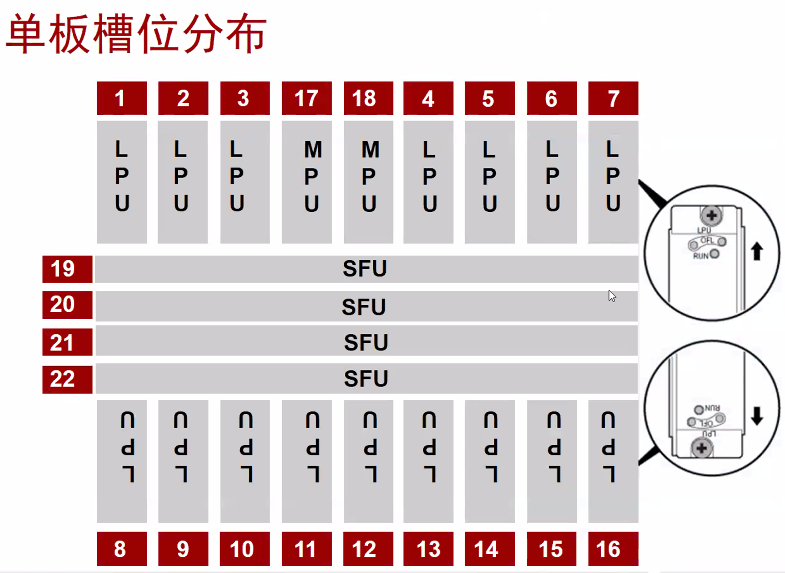 单板槽位分布
1 2 3 17 18 4 5 6 7
LPU LPU LPU MPU MPU LPU LPU LPU LPU
LPU
OFL
RUN
19 SFU
20 SFU
21 SFU
22 SFU
RUN
OFL
LPU
LPU LPU LPU LPU LPU LPU LPU LPU LPU
8 9 10 11 12 13 14 15 16